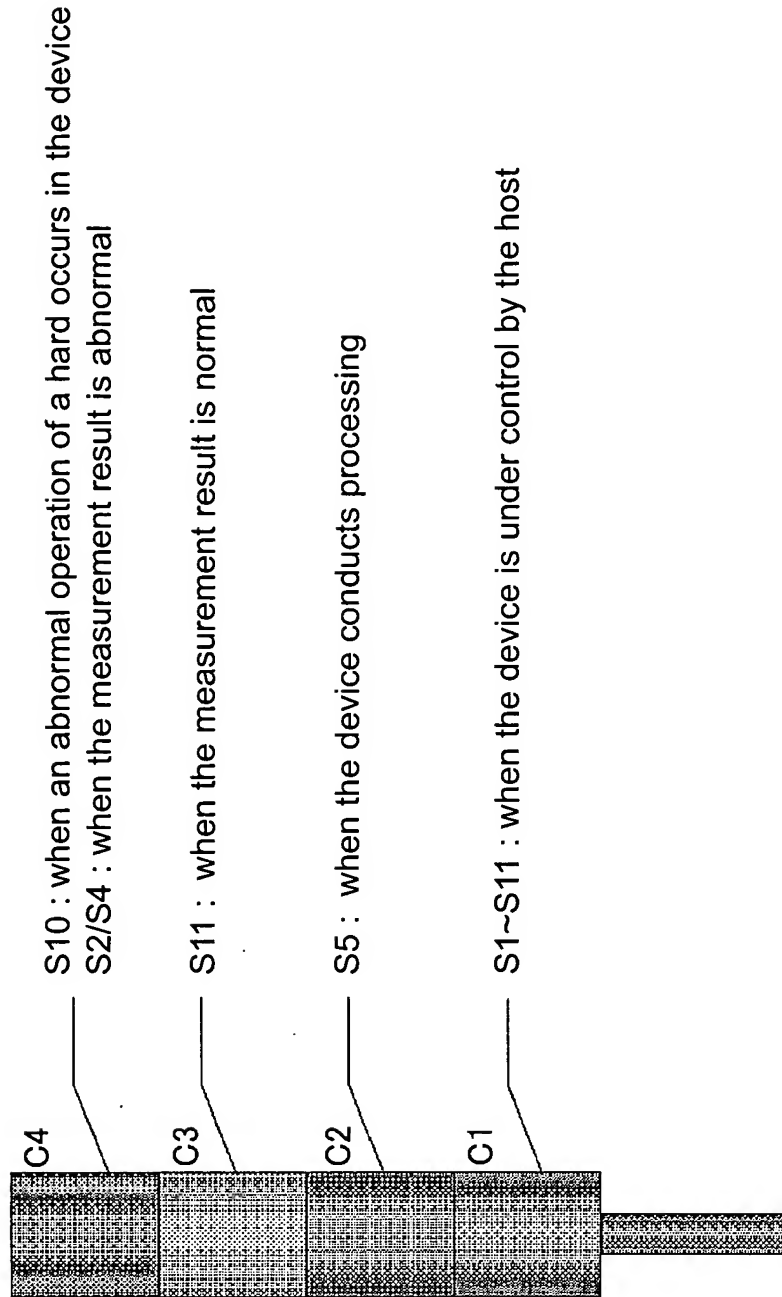 C4
S10 : when an abnormal operation of a hard occurs in the device
S2/S4 : when the measurement result is abnormal
C3
S11 : when the measurement result is normal
C2
S5 : when the device conducts processing
C1
S1~S11 : when the device is under control by the host